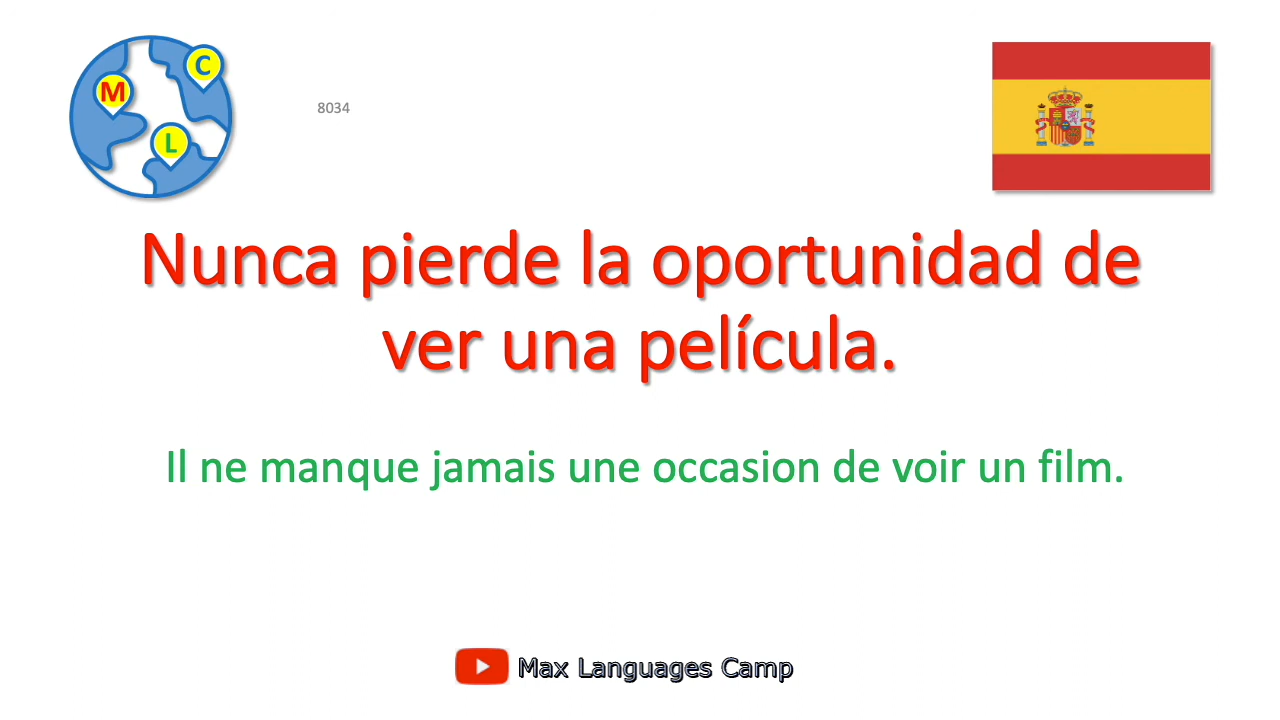 M
C
L
8034
Nunca pierde la oportunidad de
ver una película.
Il ne manque jamais une occasion de voir un film.
Max Languages Camp